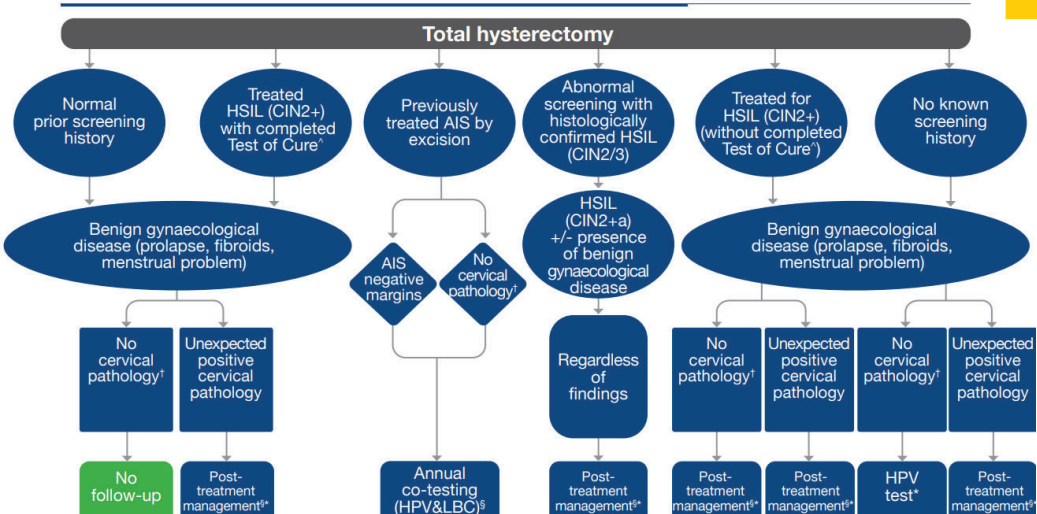 Total hysterectomy
Normal
prior screening
history
Treated
HSIL (CIN2+)
with completed
Test of Cure^
Previously
treated AIS by
excision
Abnormal
screening with
histologically
confirmed HSIL
(CIN2/3)
Treated for
HSIL (CIN2+)
(without completed
Test of Cure^)
No known
screening
history
Benign gynaecological
disease (prolapse, fibroids,
menstrual problem)
AIS
negative
margins
No
cervical
pathology†
HSIL
(CIN2+a)
+/- presence
of benign
gynaecological
disease
Benign gynaecological
disease (prolapse, fibroids,
menstrual problem)
No
cervical
pathology†
Unexpected
positive
cervical
pathology
Regardless
of
findings
No
cervical
pathology†
Unexpected
positive
cervical
pathology
No
cervical
pathology†
Unexpected
positive
cervical
pathology
No
follow-up
Post-
treatment
management§*
Annual
co-testing
(HPV&LBC)§
Post-
treatment
management§*
Post-
treatment
management§*
Post-
treatment
management§*
HPV
test*
Post-
treatment
management§*